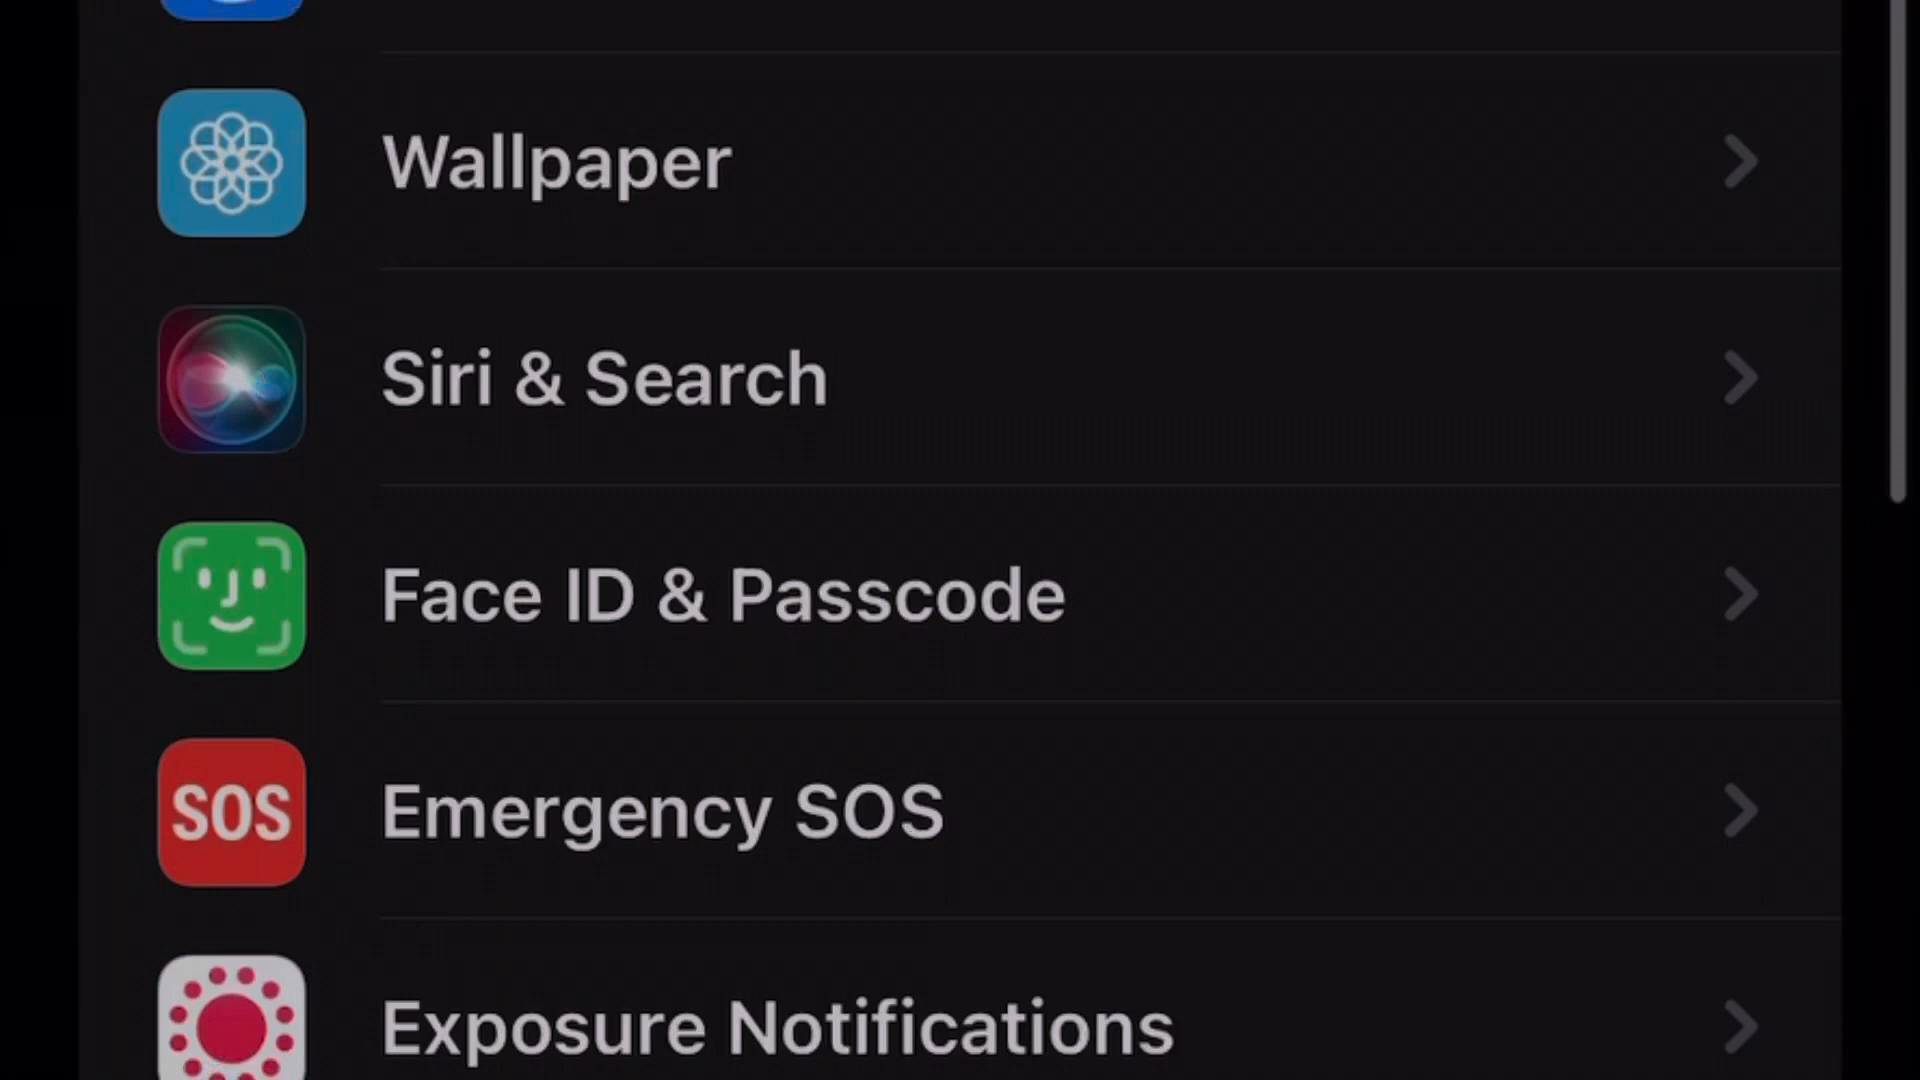 Wallpaper
Siri & Search
Face ID & Passcode
SOS
Emergency SOS
Exposure Notifications